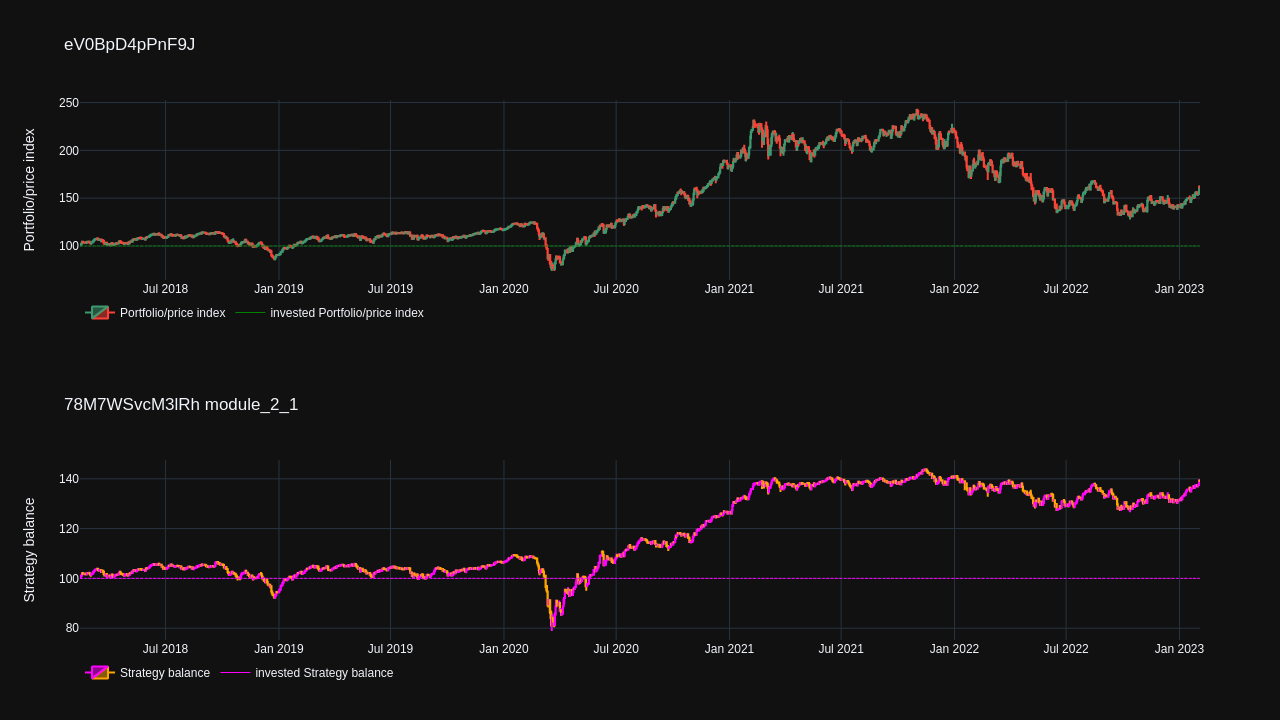 eV0BpD4pPnF9J
Portfolio/price index
250
200
150
100
Jul 2018 Jan 2019 Jul 2019 Jan 2020 Jul 2020 Jan 2021 Jul 2021 Jan 2022 Jul 2022 Jan 2023
Portfolio/price index invested Portfolio/price index
78M7WSvcM3lRh module_2_1
Strategy balance
140
120
100
80
Jul 2018 Jan 2019 Jul 2019 Jan 2020 Jul 2020 Jan 2021 Jul 2021 Jan 2022 Jul 2022 Jan 2023
Strategy balance invested Strategy balance